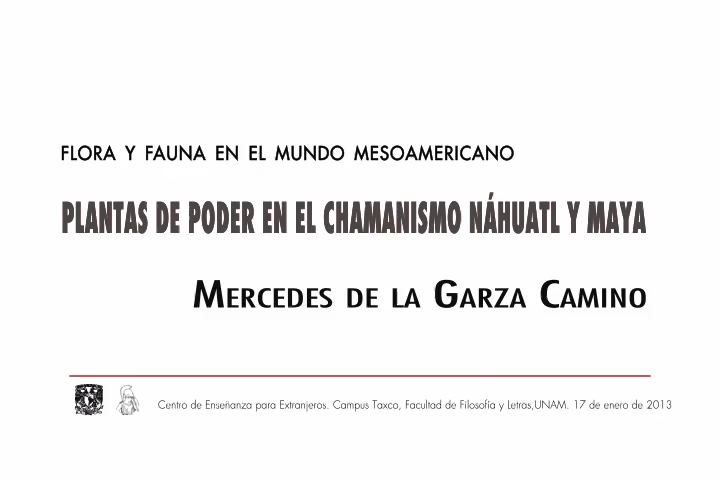 FLORA Y FAUNA EN EL MUNDO MESOAMERICANO
PLANTAS DE PODER EN EL CHAMANISMO NÁHUATL Y MAYA
MERCEDES DE LA GARZA CAMINO
Centro de Enseñanza para Extranjeros. Campus Taxco, Facultad de Filosofía y Letras,UNAM. 17 de enero de 2013